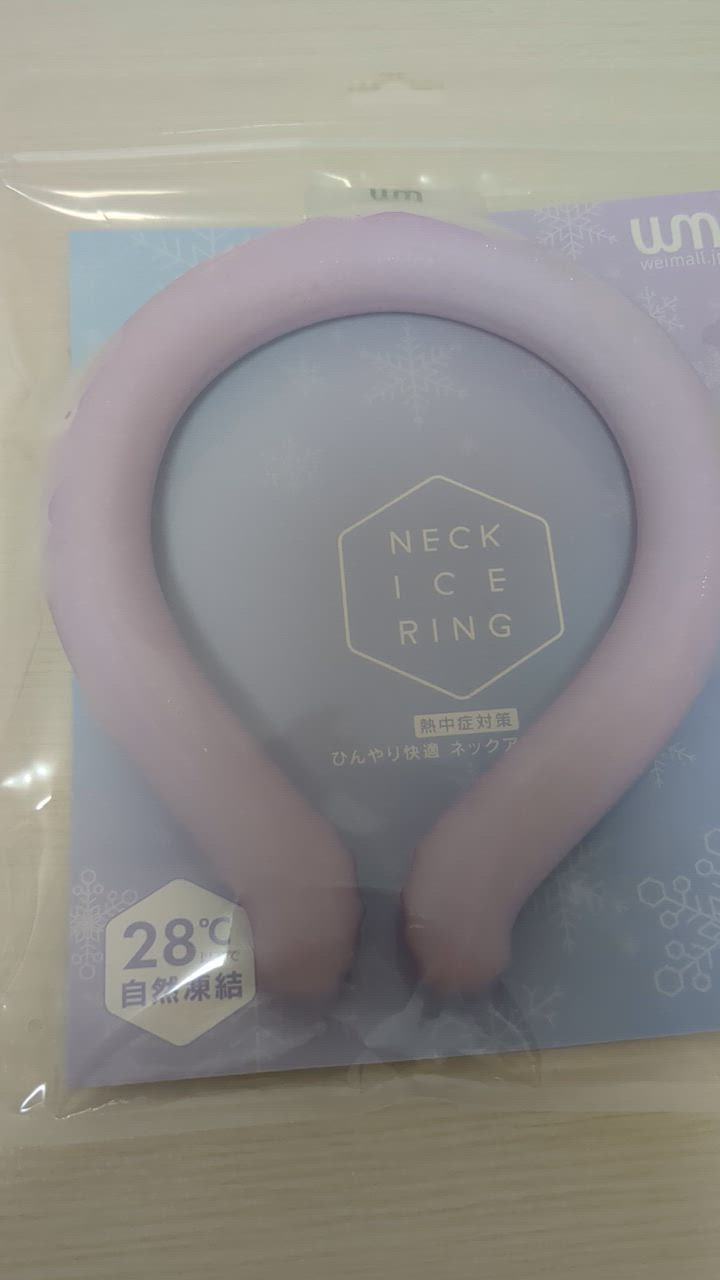 wm
wm
weimall.j
NECK
ICE
RING
熱中症対策
ひんやり快適 ネックア
28℃
自然凍結